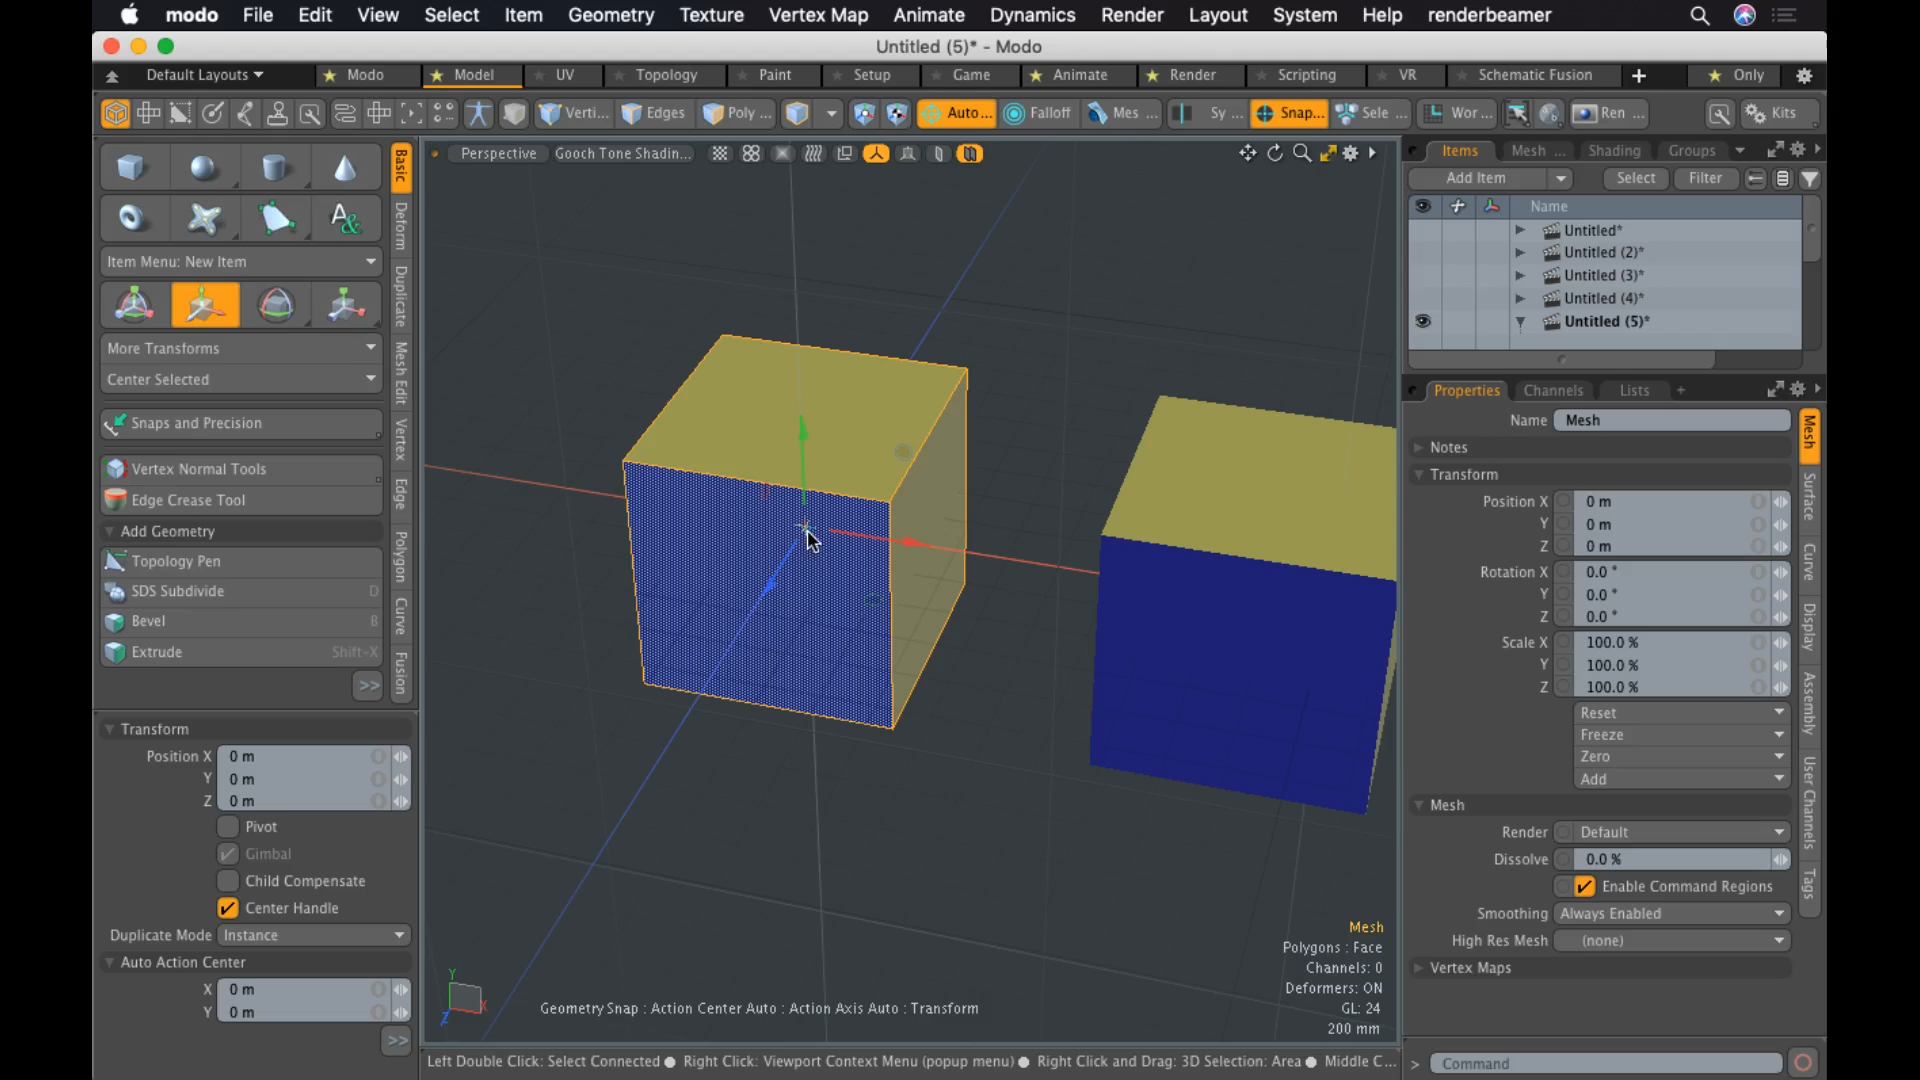 modo File Edit View Select Item Geometry Texture Vertex Map Animate Dynamics Render Layout System Help renderbeamer
Untitled (5)* - Modo
Default Layouts Modo Model UV Topology Paint Setup Game Animate Render Scripting VR Schematic Fusion + Only
Verti... Edges Poly ... Auto... Falloff Mes ... Sy ... Snap... Sele ... Wor ... Ren ... Kits
Perspective Gooch Tone Shadin...
Basic
Deform
Duplicate
Mesh Edit
Vertex
Edge
Polygon
Curve
Fusion
Item Menu: New Item
More Transforms
Center Selected
Snaps and Precision
Vertex Normal Tools
Edge Crease Tool
Add Geometry
Topology Pen
SDS Subdivide D
Bevel B
Extrude Shift-X
>>
Transform
Position X 0 m
Y 0 m
Z 0 m
Pivot
Gimbal
Child Compensate
Center Handle
Duplicate Mode Instance
Auto Action Center
X 0 m
Y 0 m
>>
Y
X
Z
Mesh
Polygons : Face
Channels: 0
Deformers: ON
GL: 24
200 mm
Geometry Snap : Action Center Auto : Action Axis Auto : Transform
Left Double Click: Select Connected ● Right Click: Viewport Context Menu (popup menu) ● Right Click and Drag: 3D Selection: Area ● Middle C...
Items Mesh ... Shading Groups
Add Item Select Filter
Name
Untitled*
Untitled (2)*
Untitled (3)*
Untitled (4)*
Untitled (5)*
Properties Channels Lists +
Name Mesh
Notes
Transform
Position X 0 m
Y 0 m
Z 0 m
Rotation X 0.0 °
Y 0.0 °
Z 0.0 °
Scale X 100.0 %
Y 100.0 %
Z 100.0 %
Reset
Freeze
Zero
Add
Mesh
Render Default
Dissolve 0.0 %
Enable Command Regions
Smoothing Always Enabled
High Res Mesh (none)
Vertex Maps
Mesh
Surface
Curve
Display
Assembly
User Channels
Tags
> Command